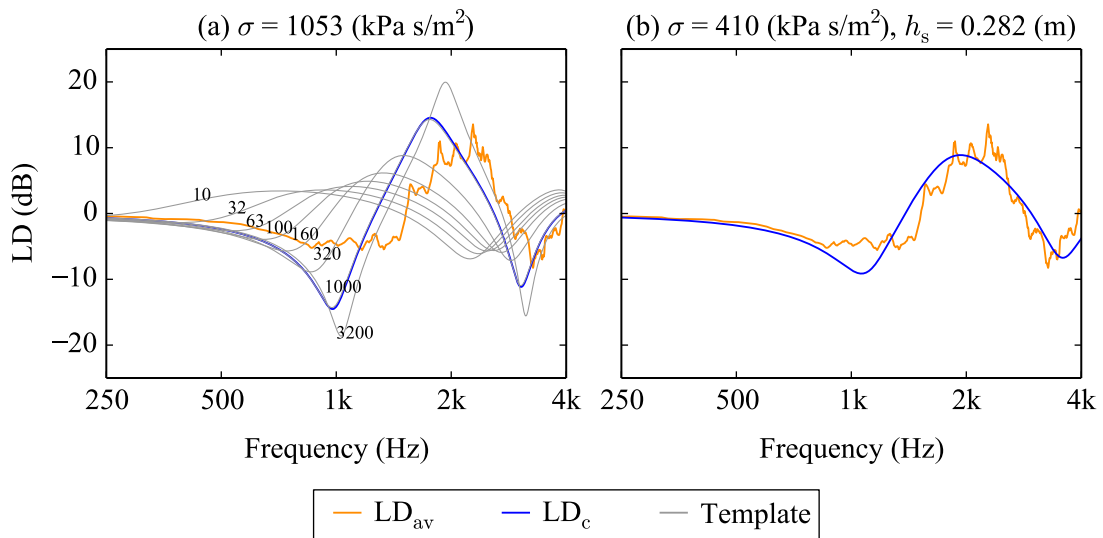 (a) σ = 1053 (kPa s/m²)
(b) σ = 410 (kPa s/m²), hₛ = 0.282 (m)
LD (dB)
20
10
0
−10
−20
10
32
63
100
160
320
1000
3200
250 500 1k 2k 4k
250 500 1k 2k 4k
Frequency (Hz)
Frequency (Hz)
LDav LDc Template